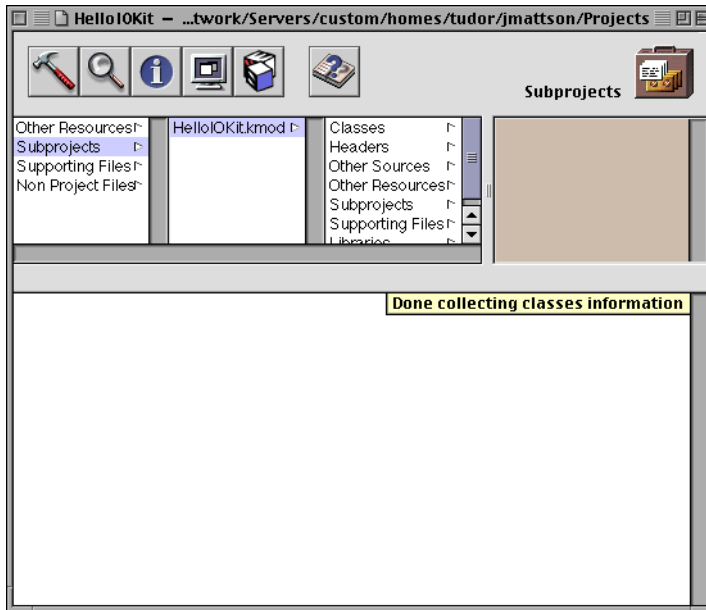 HelloIOKit — ...twork/Servers/custom/homes/tudor/jmattson/Projects
Subprojects
Other Resources
Subprojects
Supporting Files
Non Project Files
HelloIOKit.kmod
Classes
Headers
Other Sources
Other Resources
Subprojects
Supporting Files
Libraries
Done collecting classes information